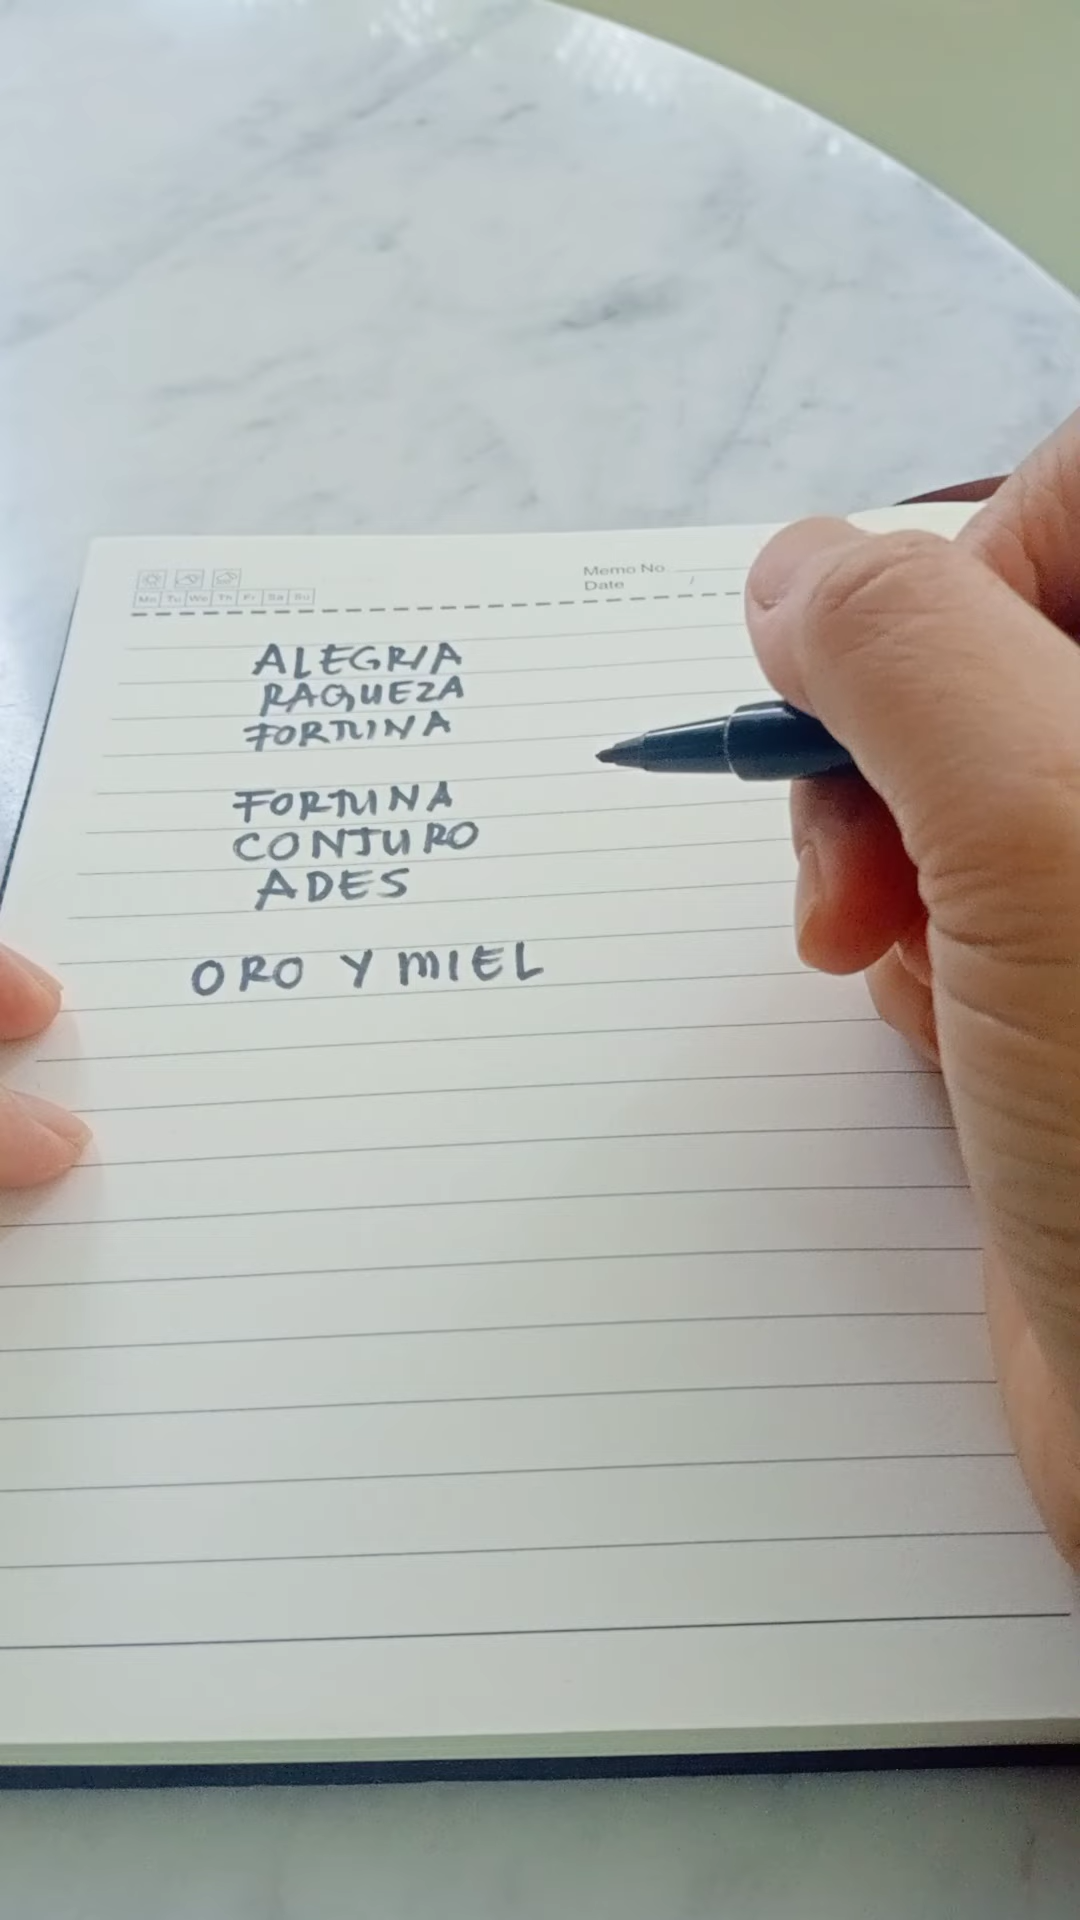 Memo No.
Date /
Mo Tu We Th Fr Sa Su
ALEGRIA
RAQUEZA
FORTUNA
FORTUNA
CONJURO
ADES
ORO Y MIEL